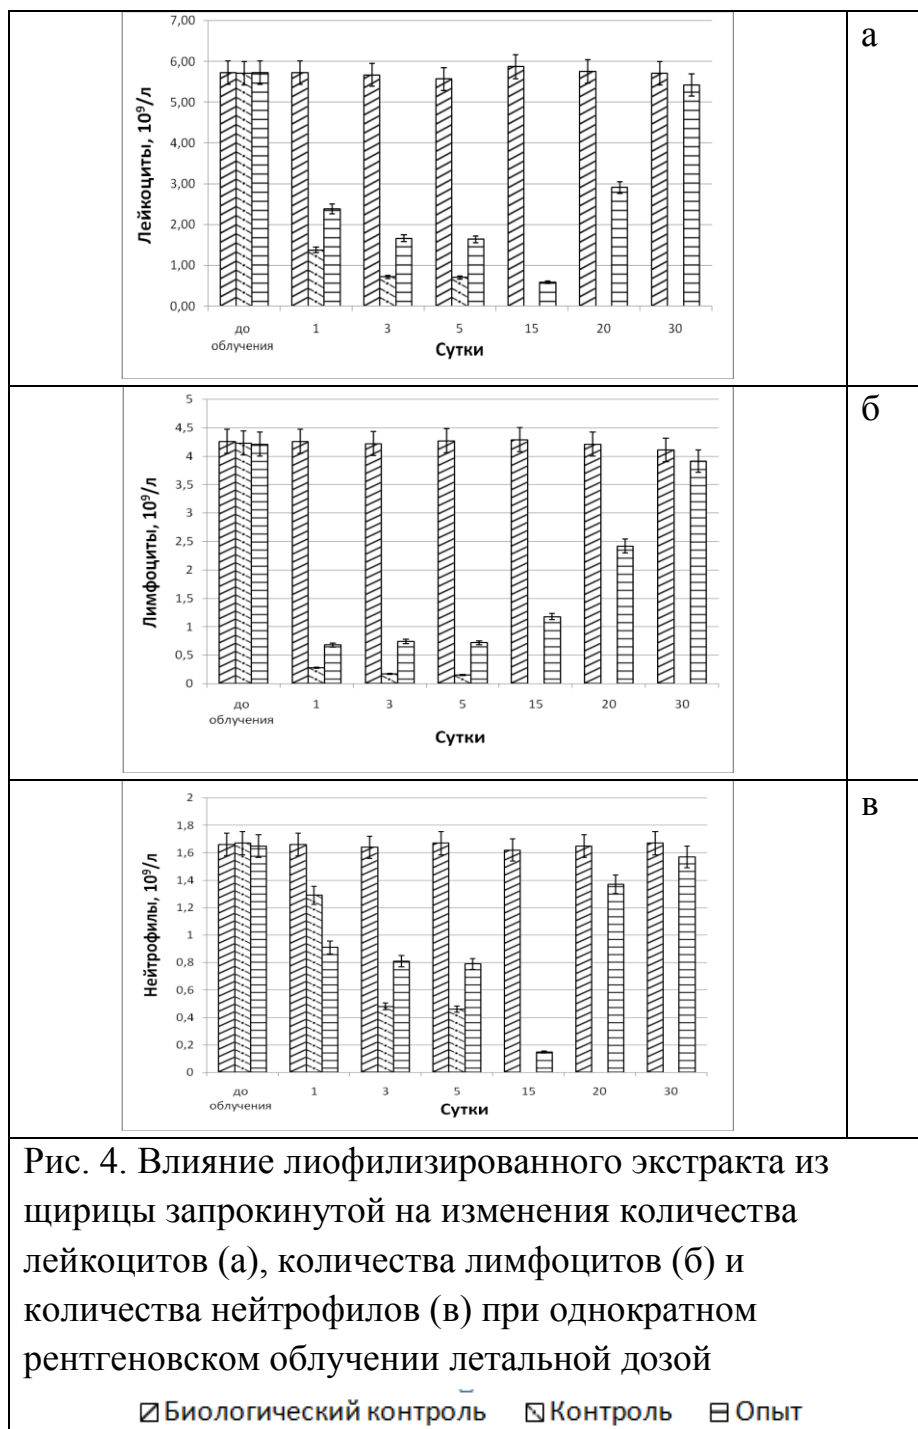 7,00
6,00
5,00
4,00
3,00
2,00
1,00
0,00
Лейкоциты, 10⁹/л
до облучения 1 3 5 15 20 30
Сутки
а
5
4,5
4
3,5
3
2,5
2
1,5
1
0,5
0
Лимфоциты, 10⁹/л
до облучения 1 3 5 15 20 30
Сутки
б
2
1,8
1,6
1,4
1,2
1
0,8
0,6
0,4
0,2
0
Нейтрофилы, 10⁹/л
до облучения 1 3 5 15 20 30
Сутки
в
Рис. 4. Влияние лиофилизированного экстракта из
щирицы запрокинутой на изменения количества
лейкоцитов (а), количества лимфоцитов (б) и
количества нейтрофилов (в) при однократном
рентгеновском облучении летальной дозой
Биологический контроль Контроль Опыт